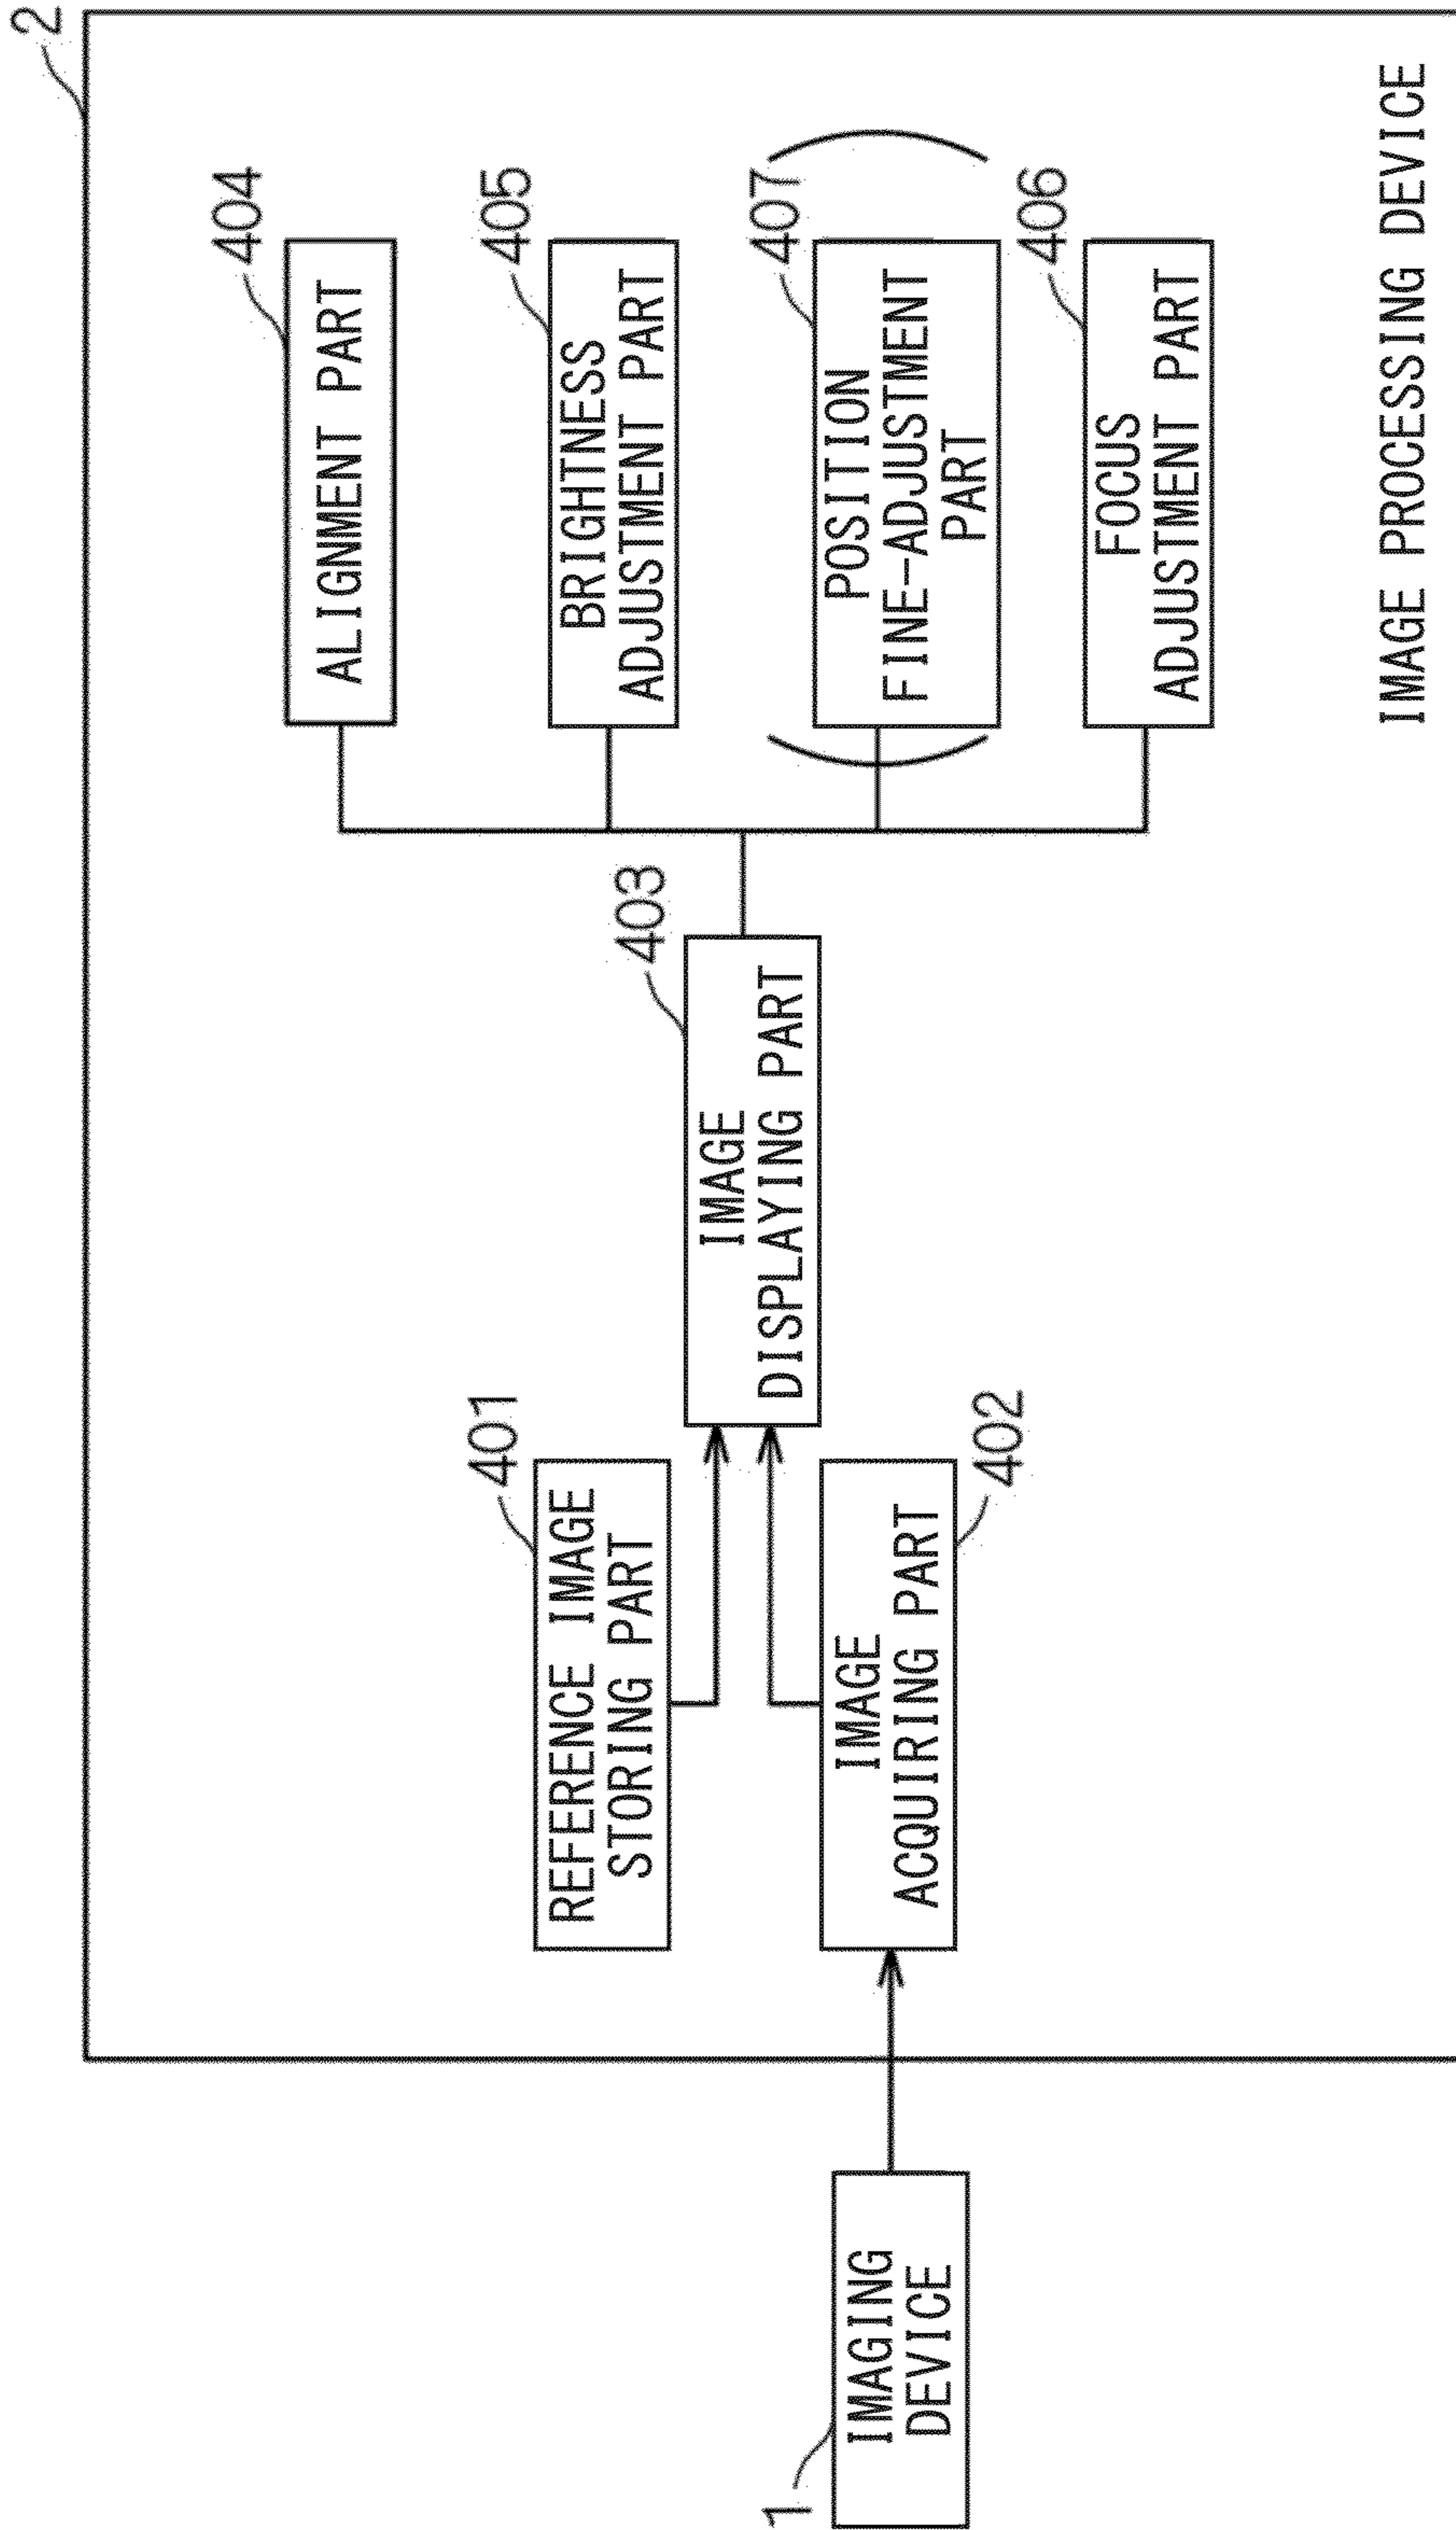 2
404
ALIGNMENT PART
405
BRIGHTNESS
ADJUSTMENT PART
407
POSITION
FINE-ADJUSTMENT
PART
406
FOCUS
ADJUSTMENT PART
403
IMAGE
DISPLAYING PART
401
REFERENCE IMAGE
STORING PART
IMAGE
ACQUIRING PART
402
1
IMAGING
DEVICE
IMAGE PROCESSING DEVICE